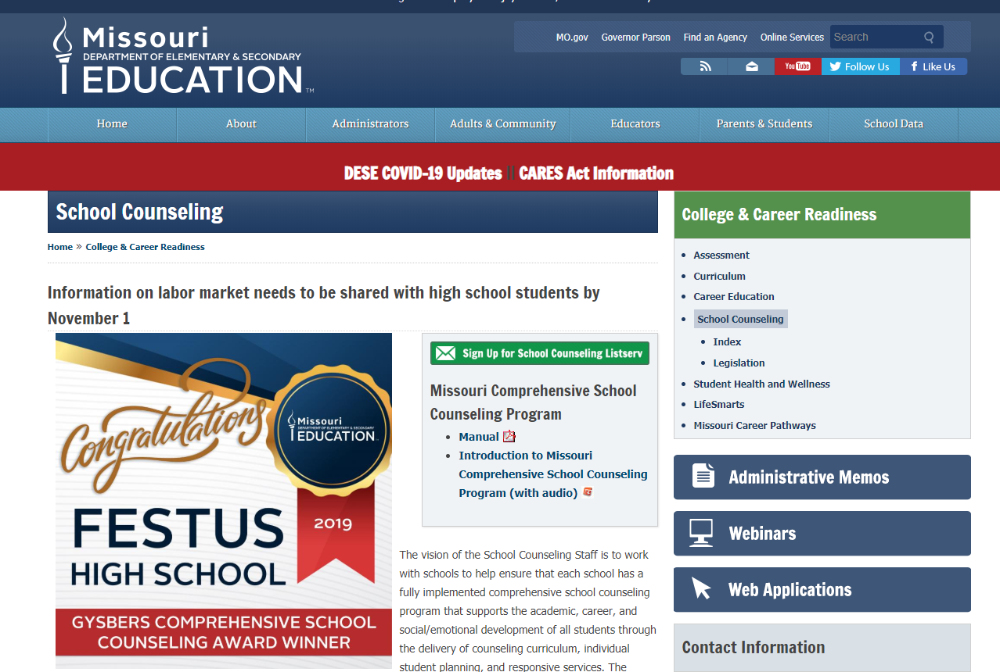 Missouri
DEPARTMENT OF ELEMENTARY & SECONDARY
EDUCATION™
MO.gov Governor Parson Find an Agency Online Services Search
YouTube Follow Us Like Us
Home About Administrators Adults & Community Educators Parents & Students School Data
DESE COVID-19 Updates || CARES Act Information
School Counseling
Home » College & Career Readiness
Information on labor market needs to be shared with high school students by
November 1
Congratulations
Missouri
DEPARTMENT OF ELEMENTARY & SECONDARY
EDUCATION
2019
FESTUS
HIGH SCHOOL
GYSBERS COMPREHENSIVE SCHOOL
COUNSELING AWARD WINNER
Sign Up for School Counseling Listserv
Missouri Comprehensive School
Counseling Program
Manual
Introduction to Missouri
Comprehensive School Counseling
Program (with audio)
The vision of the School Counseling Staff is to work
with schools to help ensure that each school has a
fully implemented comprehensive school counseling
program that supports the academic, career, and
social/emotional development of all students through
the delivery of counseling curriculum, individual
student planning, and responsive services. The
College & Career Readiness
Assessment
Curriculum
Career Education
School Counseling
Index
Legislation
Student Health and Wellness
LifeSmarts
Missouri Career Pathways
Administrative Memos
Webinars
Web Applications
Contact Information